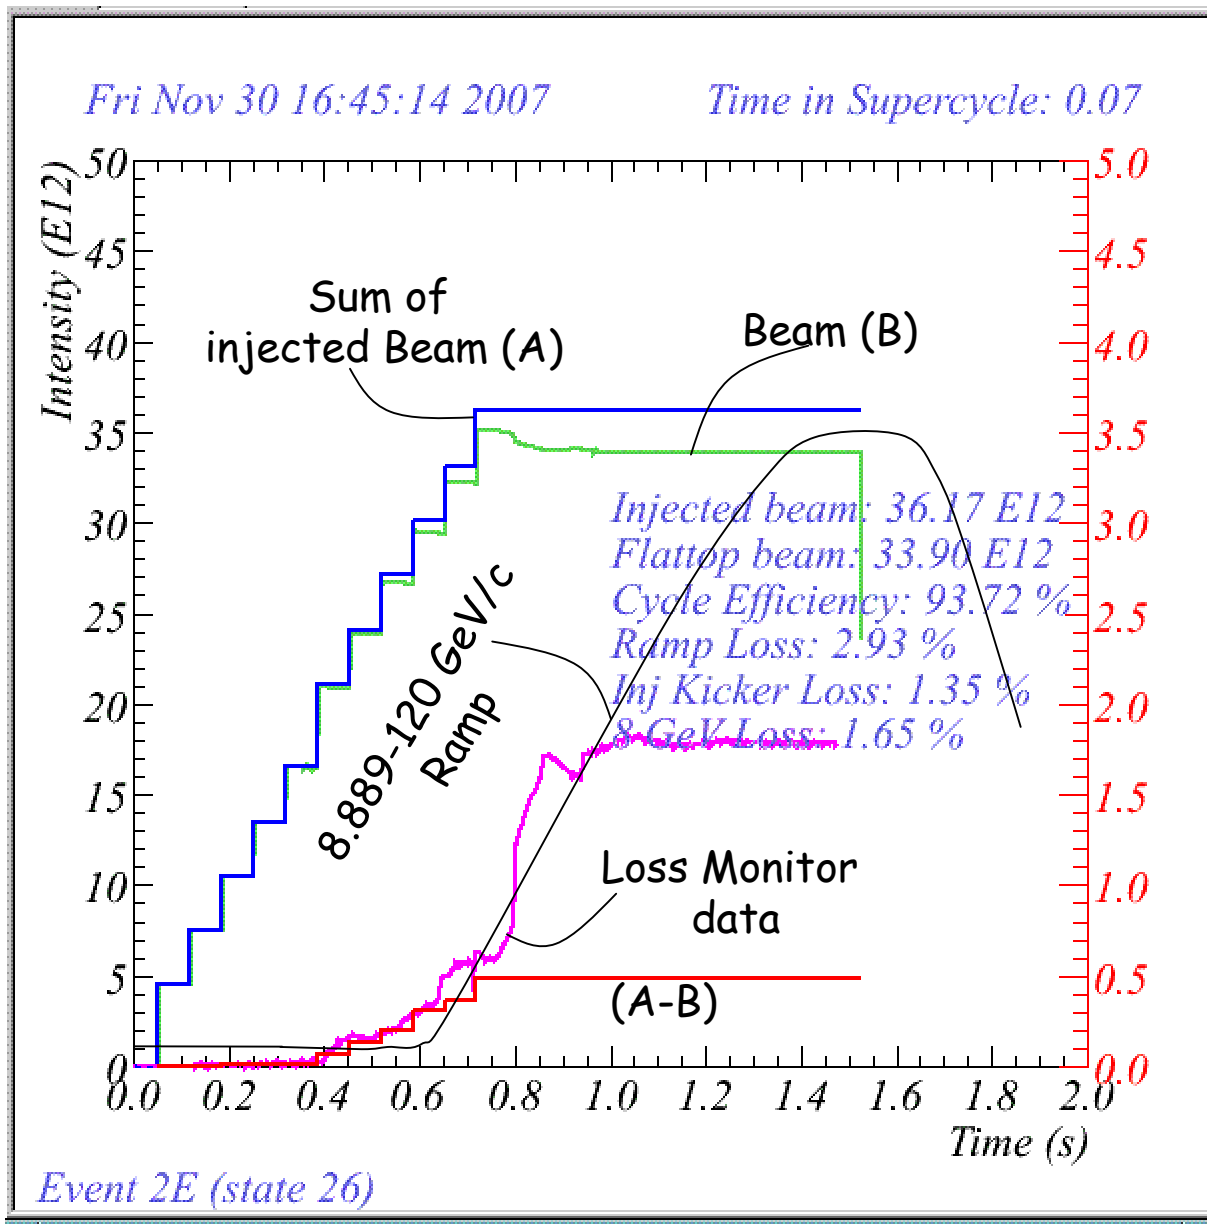 Fri Nov 30 16:45:14 2007
Time in Supercycle: 0.07
Intensity (E12)
50
45
40
35
30
25
20
15
10
5
0
5.0
4.5
4.0
3.5
3.0
2.5
2.0
1.5
1.0
0.5
0.0
Sum of
injected Beam (A)
Beam (B)
Injected beam: 36.17 E12
Flattop beam: 33.90 E12
Cycle Efficiency: 93.72 %
Ramp Loss: 2.93 %
Inj Kicker Loss: 1.35 %
8 GeV Loss: 1.65 %
8.889-120 GeV/c
Ramp
Loss Monitor
data
(A-B)
0.0 0.2 0.4 0.6 0.8 1.0 1.2 1.4 1.6 1.8 2.0
Time (s)
Event 2E (state 26)